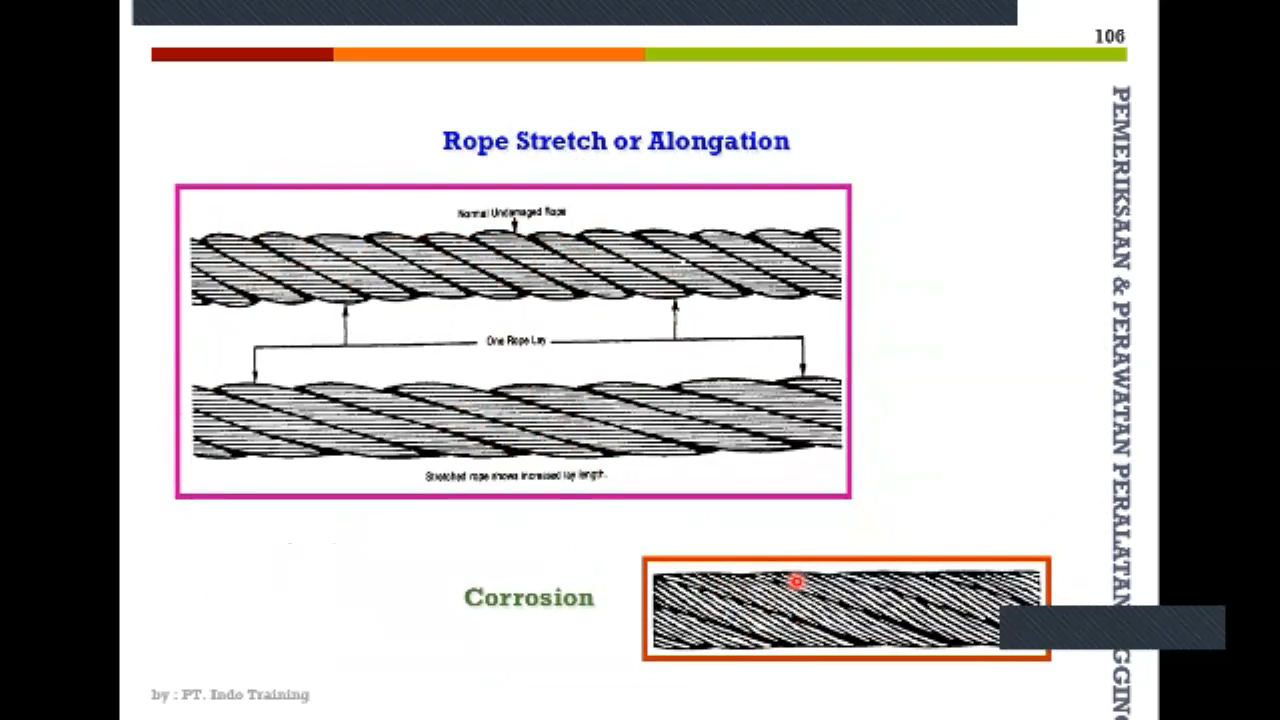 106
Rope Stretch or Alongation
Normal Undamaged Rope
One Rope Lay
Stretched rope shows increased lay length.
Corrosion
by : PT. Indo Training
PEMERIKSAAN & PERAWATAN PERALATAN